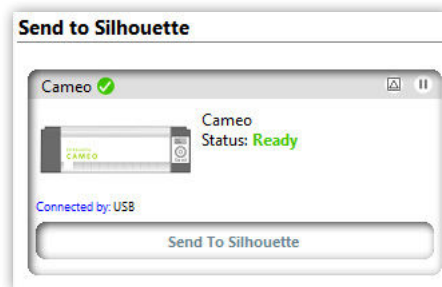 Send to Silhouette
Cameo
Cameo
Status: Ready
CAMEO
Connected by: USB
Send To Silhouette